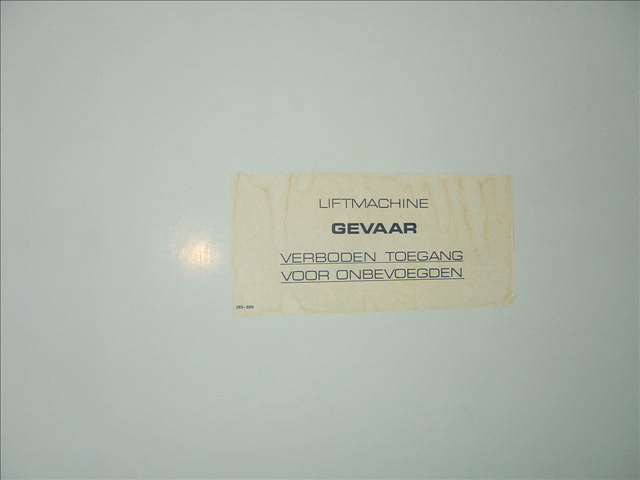 LIFTMACHINE
GEVAAR
VERBODEN TOEGANG
VOOR ONBEVOEGDEN